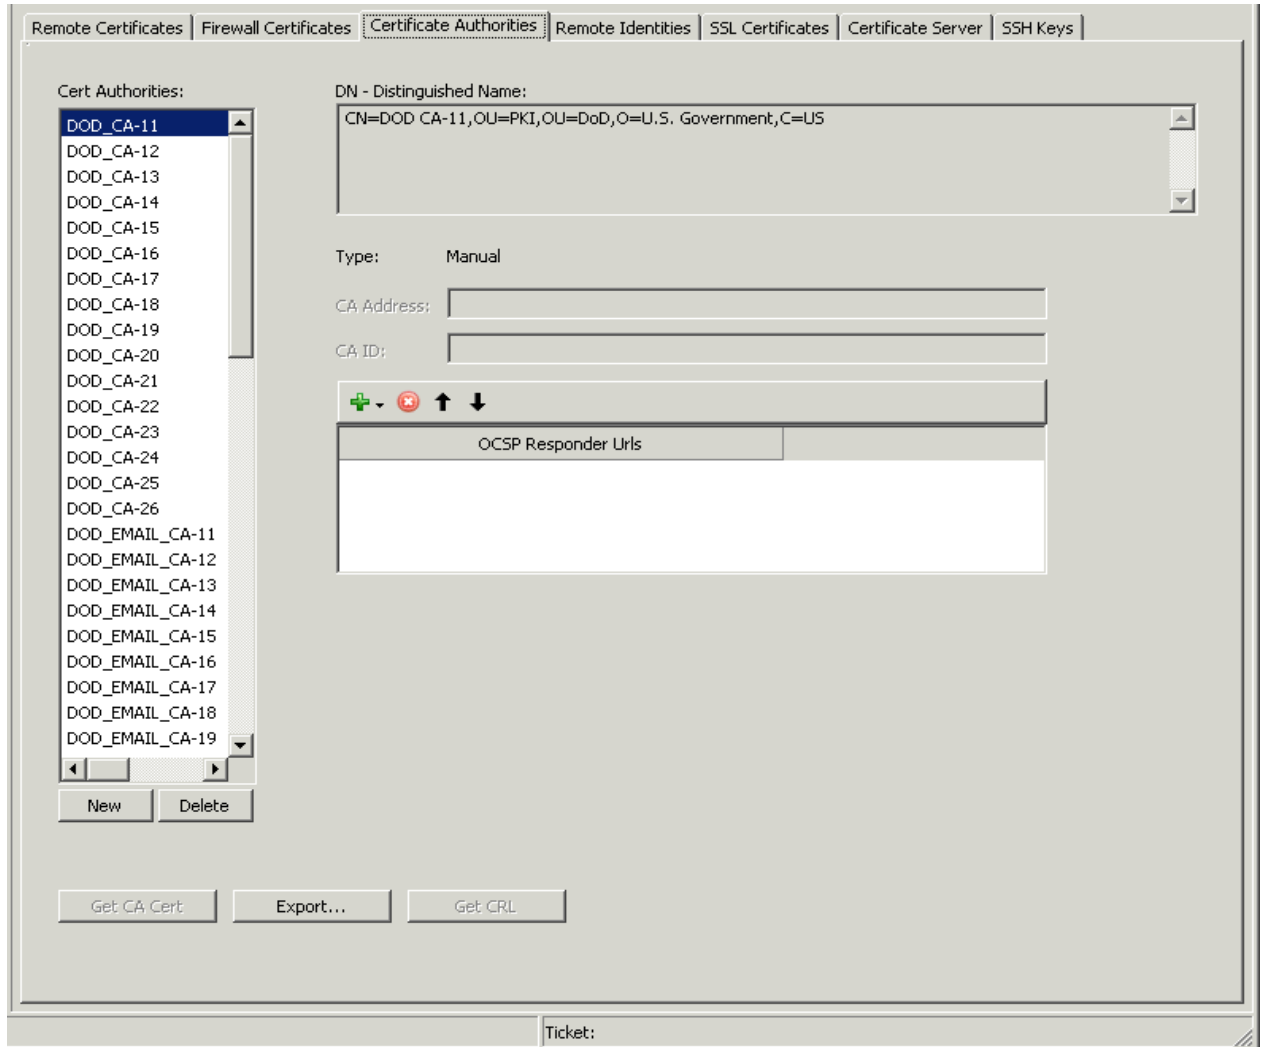 Remote Certificates Firewall Certificates Certificate Authorities Remote Identities SSL Certificates Certificate Server SSH Keys
Cert Authorities:
DOD_CA-11
DOD_CA-12
DOD_CA-13
DOD_CA-14
DOD_CA-15
DOD_CA-16
DOD_CA-17
DOD_CA-18
DOD_CA-19
DOD_CA-20
DOD_CA-21
DOD_CA-22
DOD_CA-23
DOD_CA-24
DOD_CA-25
DOD_CA-26
DOD_EMAIL_CA-11
DOD_EMAIL_CA-12
DOD_EMAIL_CA-13
DOD_EMAIL_CA-14
DOD_EMAIL_CA-15
DOD_EMAIL_CA-16
DOD_EMAIL_CA-17
DOD_EMAIL_CA-18
DOD_EMAIL_CA-19
New Delete
DN - Distinguished Name:
CN=DOD CA-11,OU=PKI,OU=DoD,O=U.S. Government,C=US
Type: Manual
CA Address:
CA ID:
OCSP Responder Urls
Get CA Cert Export... Get CRL
Ticket: